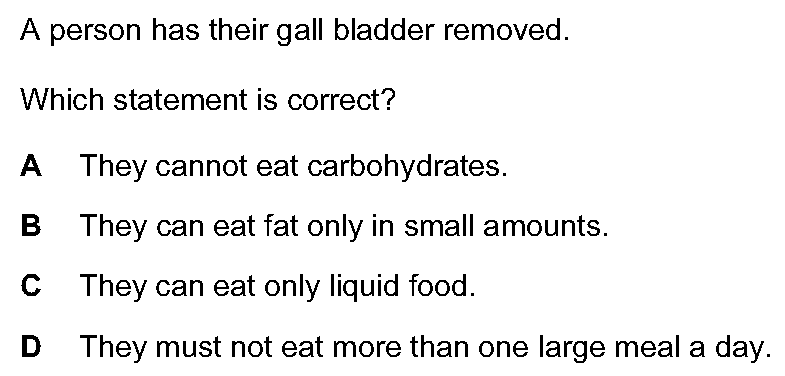 A person has their gall bladder removed.
Which statement is correct?
A They cannot eat carbohydrates.
B They can eat fat only in small amounts.
C They can eat only liquid food.
D They must not eat more than one large meal a day.